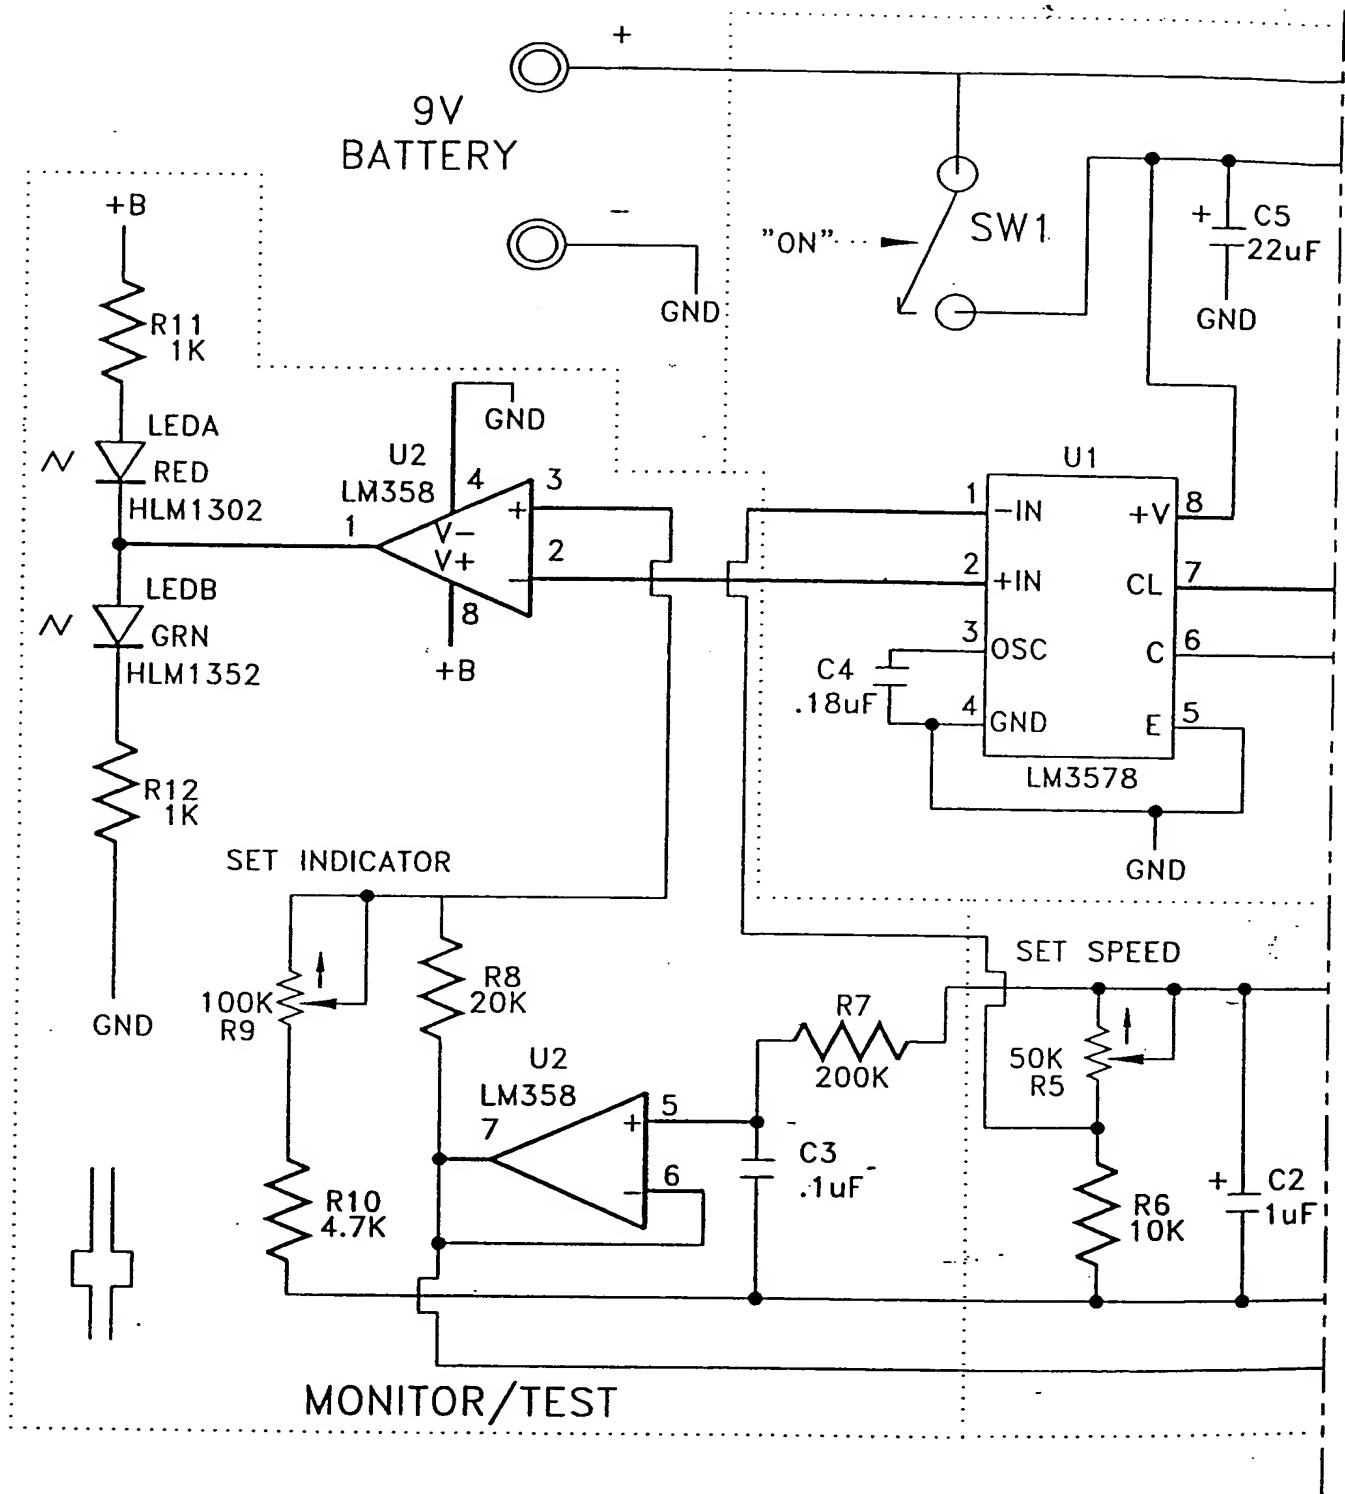 +
9V
BATTERY
-
GND
"ON"
SW1
+ C5
22uF
GND
+B
R11
1K
LEDA
RED
HLM1302
LEDB
GRN
HLM1352
R12
1K
GND
GND
U2
LM358
4
3
+
1
V-
V+
2
-
8
+B
U1
1
-IN
+V
8
2
+IN
CL
7
3
OSC
C
6
C4
.18uF
4
GND
E
5
LM3578
GND
SET INDICATOR
100K
R9
R8
20K
R10
4.7K
U2
LM358
7
+
5
-
6
R7
200K
C3
.1uF
SET SPEED
50K
R5
R6
10K
+ C2
1uF
MONITOR/TEST